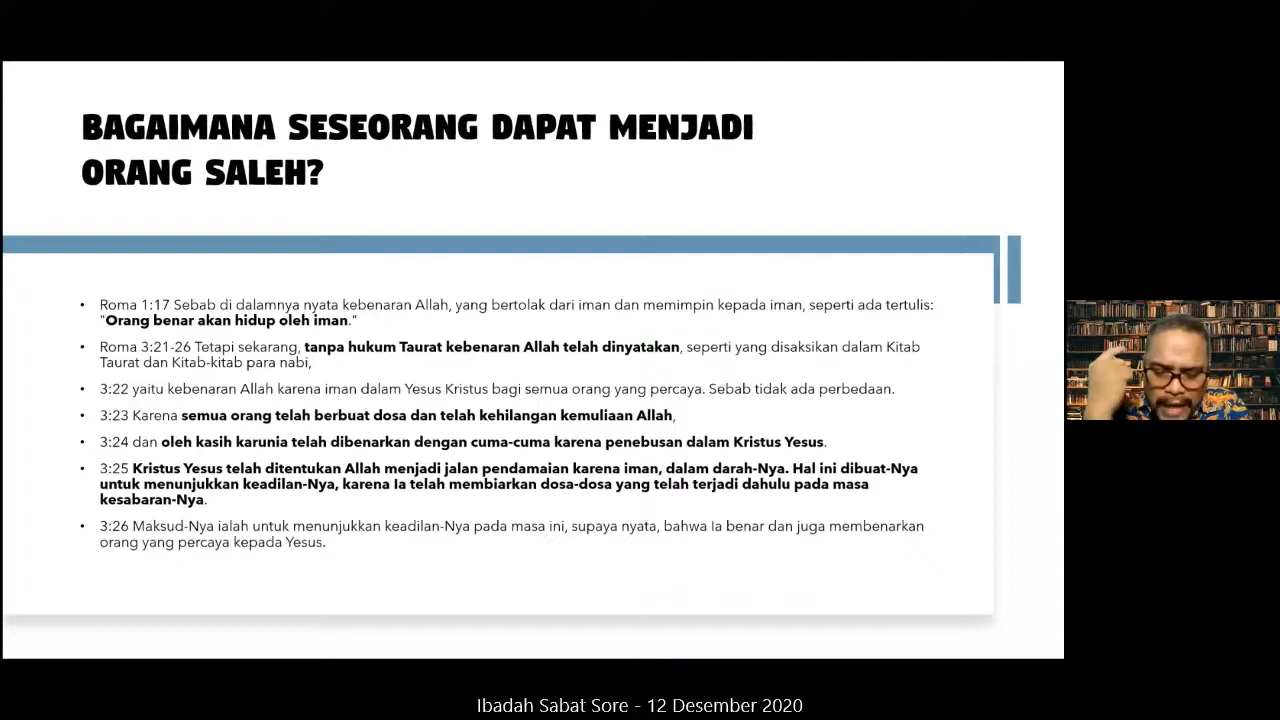 BAGAIMANA SESEORANG DAPAT MENJADI
ORANG SALEH?
• Roma 1:17 Sebab di dalamnya nyata kebenaran Allah, yang bertolak dari iman dan memimpin kepada iman, seperti ada tertulis:
"Orang benar akan hidup oleh iman."
• Roma 3:21-26 Tetapi sekarang, tanpa hukum Taurat kebenaran Allah telah dinyatakan, seperti yang disaksikan dalam Kitab
Taurat dan Kitab-kitab para nabi,
• 3:22 yaitu kebenaran Allah karena iman dalam Yesus Kristus bagi semua orang yang percaya. Sebab tidak ada perbedaan.
• 3:23 Karena semua orang telah berbuat dosa dan telah kehilangan kemuliaan Allah,
• 3:24 dan oleh kasih karunia telah dibenarkan dengan cuma-cuma karena penebusan dalam Kristus Yesus.
• 3:25 Kristus Yesus telah ditentukan Allah menjadi jalan pendamaian karena iman, dalam darah-Nya. Hal ini dibuat-Nya
untuk menunjukkan keadilan-Nya, karena Ia telah membiarkan dosa-dosa yang telah terjadi dahulu pada masa
kesabaran-Nya.
• 3:26 Maksud-Nya ialah untuk menunjukkan keadilan-Nya pada masa ini, supaya nyata, bahwa Ia benar dan juga membenarkan
orang yang percaya kepada Yesus.
Ibadah Sabat Sore - 12 Desember 2020